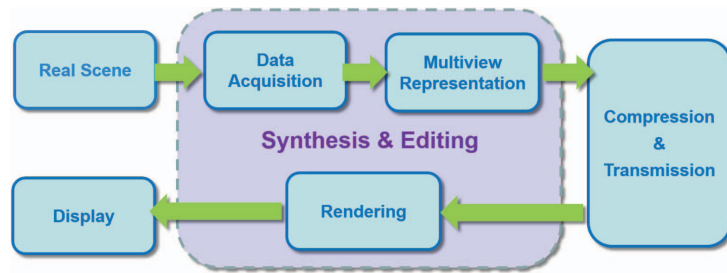 Real Scene
Data
Acquisition
Multiview
Representation
Compression
&
Transmission
Synthesis & Editing
Display
Rendering